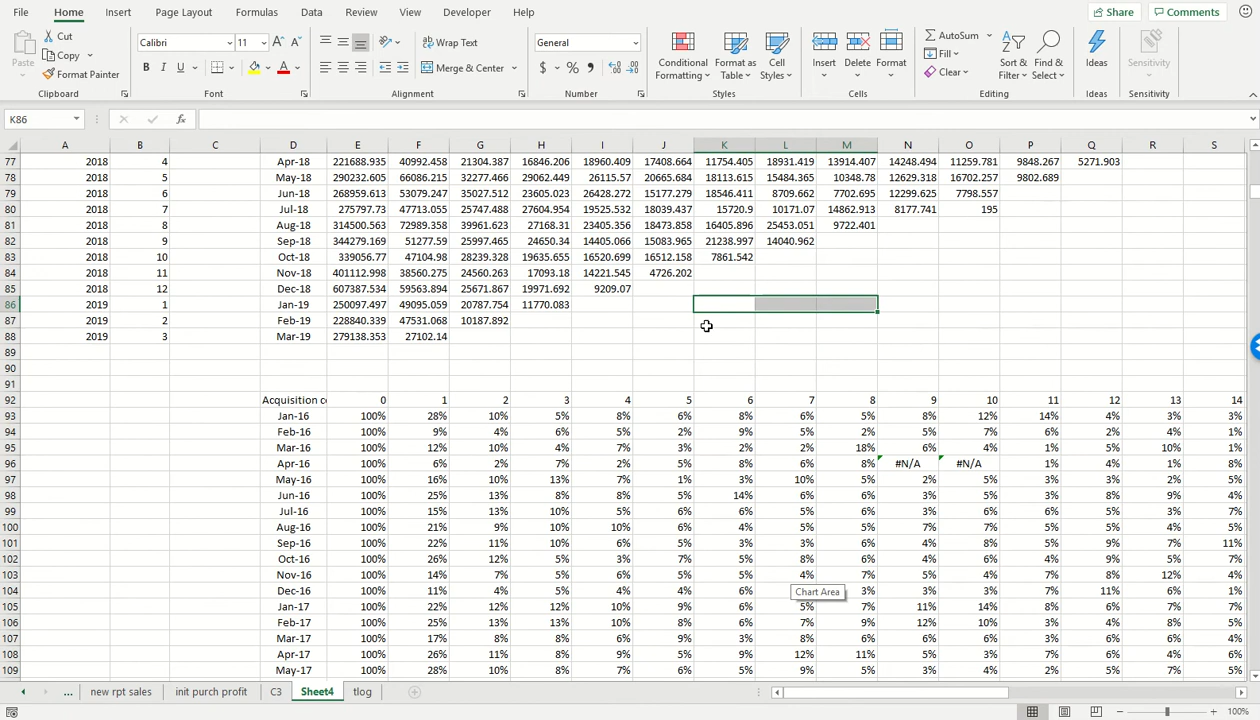 File Home Insert Page Layout Formulas Data Review View Developer Help Share Comments
Paste Cut Copy Format Painter Clipboard
Calibri 11 A A B I U A Font
Wrap Text Merge & Center Alignment
General $ % , Number
Conditional Formatting Format as Table Cell Styles Styles
Insert Delete Format Cells
AutoSum Fill Clear Sort & Filter Find & Select Editing
Ideas Ideas
Sensitivity Sensitivity
K86 fx
A B C D E F G H I J K L M N O P Q R S
77 2018 4 Apr-18 221688.935 40992.458 21304.387 16846.206 18960.409 17408.664 11754.405 18931.419 13914.407 14248.494 11259.781 9848.267 5271.903
78 2018 5 May-18 290232.605 66086.215 32277.466 29062.449 26115.57 20665.684 18113.615 15484.365 10348.78 12629.318 16702.257 9802.689
79 2018 6 Jun-18 268959.613 53079.247 35027.512 23605.023 26428.272 15177.279 18546.411 8709.662 7702.695 12299.625 7798.557
80 2018 7 Jul-18 275797.73 47713.055 25747.488 27604.954 19525.532 18039.437 15720.9 10171.07 14862.913 8177.741 195
81 2018 8 Aug-18 314500.563 72989.358 39961.623 27168.31 23405.356 18473.858 16405.896 25453.051 9722.401
82 2018 9 Sep-18 344279.169 51277.59 25997.465 24650.34 14405.066 15083.965 21238.997 14040.962
83 2018 10 Oct-18 339056.77 47104.98 28239.328 19635.655 16520.699 16512.158 7861.542
84 2018 11 Nov-18 401112.998 38560.275 24560.263 17093.18 14221.545 4726.202
85 2018 12 Dec-18 607387.534 59563.894 25671.867 19971.692 9209.07
86 2019 1 Jan-19 250097.497 49095.059 20787.754 11770.083
87 2019 2 Feb-19 228840.339 47531.068 10187.892
88 2019 3 Mar-19 279138.353 27102.14
89
90
91
92 Acquisition c 0 1 2 3 4 5 6 7 8 9 10 11 12 13 14
93 Jan-16 100% 28% 10% 5% 8% 6% 8% 6% 5% 8% 12% 14% 4% 3% 3%
94 Feb-16 100% 9% 4% 6% 5% 2% 9% 5% 2% 5% 7% 6% 2% 4% 1%
95 Mar-16 100% 12% 10% 4% 7% 3% 2% 2% 18% 6% 4% 1% 5% 10% 1%
96 Apr-16 100% 6% 2% 7% 2% 5% 8% 6% 8% #N/A #N/A 1% 4% 1% 8%
97 May-16 100% 16% 10% 13% 7% 1% 3% 10% 5% 2% 5% 3% 3% 2% 5%
98 Jun-16 100% 25% 13% 8% 8% 5% 14% 6% 6% 3% 5% 3% 8% 9% 4%
99 Jul-16 100% 15% 13% 10% 5% 6% 6% 5% 6% 3% 6% 6% 5% 3% 7%
100 Aug-16 100% 21% 9% 10% 10% 6% 4% 5% 5% 7% 7% 5% 5% 4% 5%
101 Sep-16 100% 22% 11% 10% 6% 5% 3% 3% 6% 4% 8% 5% 9% 7% 11%
102 Oct-16 100% 26% 12% 5% 3% 7% 5% 8% 6% 4% 6% 4% 9% 5% 7%
103 Nov-16 100% 14% 7% 5% 6% 5% 5% 4% 7% 5% 4% 7% 8% 12% 4%
104 Dec-16 100% 11% 4% 5% 4% 4% 6% Chart Area 3% 3% 3% 7% 11% 6% 1%
105 Jan-17 100% 22% 12% 12% 10% 9% 6% 5% 7% 11% 14% 8% 6% 7% 7%
106 Feb-17 100% 25% 13% 13% 10% 8% 6% 7% 9% 12% 10% 3% 4% 8% 5%
107 Mar-17 100% 17% 8% 8% 6% 9% 3% 8% 6% 6% 6% 3% 6% 6% 4%
108 Apr-17 100% 26% 11% 8% 9% 5% 9% 12% 11% 5% 3% 7% 6% 4% 6%
109 May-17 100% 28% 10% 8% 7% 6% 5% 9% 5% 3% 4% 2% 5% 7% 5%
... new rpt sales init purch profit C3 Sheet4 tlog
100%